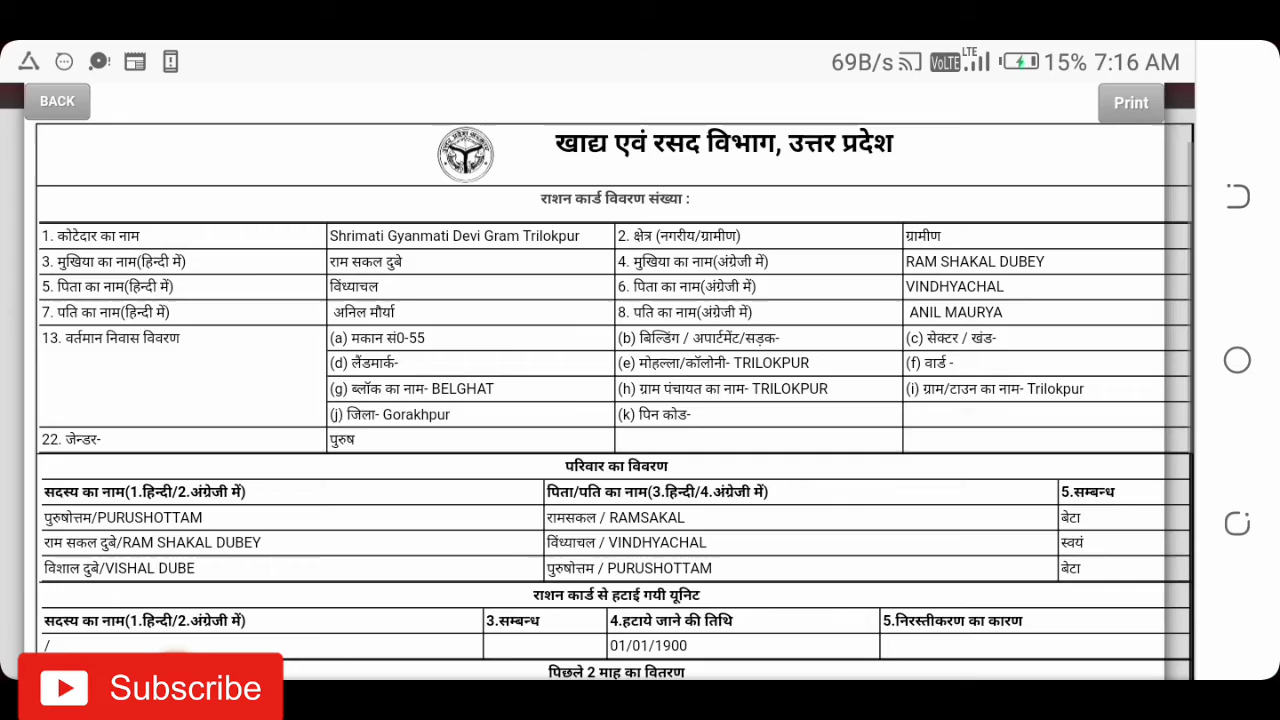 69B/s VoLTE LTE 15% 7:16 AM
BACK
Print
खाद्य एवं रसद विभाग, उत्तर प्रदेश
राशन कार्ड विवरण संख्या :
1. कोटेदार का नाम Shrimati Gyanmati Devi Gram Trilokpur 2. क्षेत्र (नगरीय/ग्रामीण) ग्रामीण
3. मुखिया का नाम(हिन्दी में) राम सकल दुबे 4. मुखिया का नाम(अंग्रेजी में) RAM SHAKAL DUBEY
5. पिता का नाम(हिन्दी में) विंध्याचल 6. पिता का नाम(अंग्रेजी में) VINDHYACHAL
7. पति का नाम(हिन्दी में) अनिल मौर्या 8. पति का नाम(अंग्रेजी में) ANIL MAURYA
13. वर्तमान निवास विवरण (a) मकान सं0-55 (b) बिल्डिंग / अपार्टमेंट/सड़क- (c) सेक्टर / खंड-
(d) लैंडमार्क- (e) मोहल्ला/कॉलोनी- TRILOKPUR (f) वार्ड -
(g) ब्लॉक का नाम- BELGHAT (h) ग्राम पंचायत का नाम- TRILOKPUR (i) ग्राम/टाउन का नाम- Trilokpur
(j) जिला- Gorakhpur (k) पिन कोड-
22. जेन्डर- पुरुष
परिवार का विवरण
सदस्य का नाम(1.हिन्दी/2.अंग्रेजी में) पिता/पति का नाम(3.हिन्दी/4.अंग्रेजी में) 5.सम्बन्ध
पुरुषोत्तम/PURUSHOTTAM रामसकल / RAMSAKAL बेटा
राम सकल दुबे/RAM SHAKAL DUBEY विंध्याचल / VINDHYACHAL स्वयं
विशाल दुबे/VISHAL DUBE पुरुषोत्तम / PURUSHOTTAM बेटा
राशन कार्ड से हटाई गयी यूनिट
सदस्य का नाम(1.हिन्दी/2.अंग्रेजी में) 3.सम्बन्ध 4.हटाये जाने की तिथि 5.निरस्तीकरण का कारण
/ 01/01/1900
पिछले 2 माह का वितरण
Subscribe